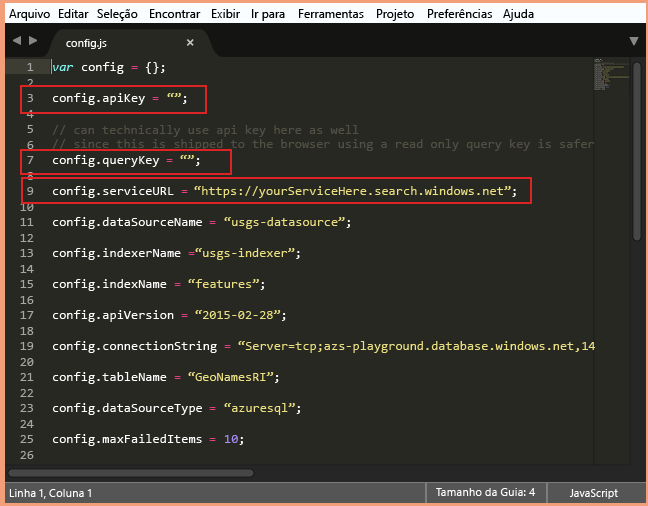 Arquivo Editar Seleção Encontrar Exibir Ir para Ferramentas Projeto Preferências Ajuda
config.js ×
1 var config = {};
2
3 config.apiKey = “”;
4
5 // can technically use api key here as well
6 // since this is shipped to the browser using a read only query key is safer
7 config.queryKey = “”;
8
9 config.serviceURL = “https://yourServiceHere.search.windows.net”;
10
11 config.dataSourceName = “usgs-datasource”;
12
13 config.indexerName =“usgs-indexer”;
14
15 config.indexName = “features”;
16
17 config.apiVersion = “2015-02-28”;
18
19 config.connectionString = “Server=tcp;azs-playground.database.windows.net,14
20
21 config.tableName = “GeoNamesRI”;
22
23 config.dataSourceType = “azuresql”;
24
25 config.maxFailedItems = 10;
26
Linha 1, Coluna 1 Tamanho da Guia: 4 JavaScript